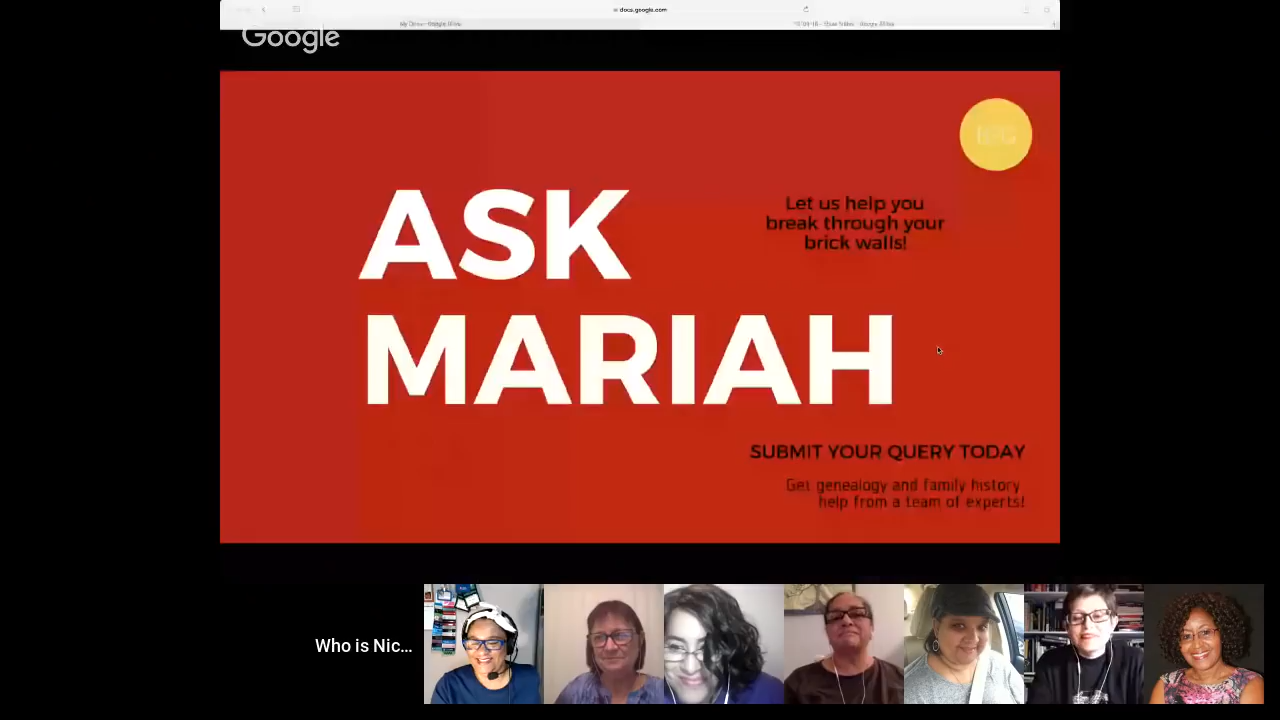 docs.google.com
Google
Let us help you
break through your
brick walls!
ASK
MARIAH
SUBMIT YOUR QUERY TODAY
Get genealogy and family history
help from a team of experts!
Who is Nic...